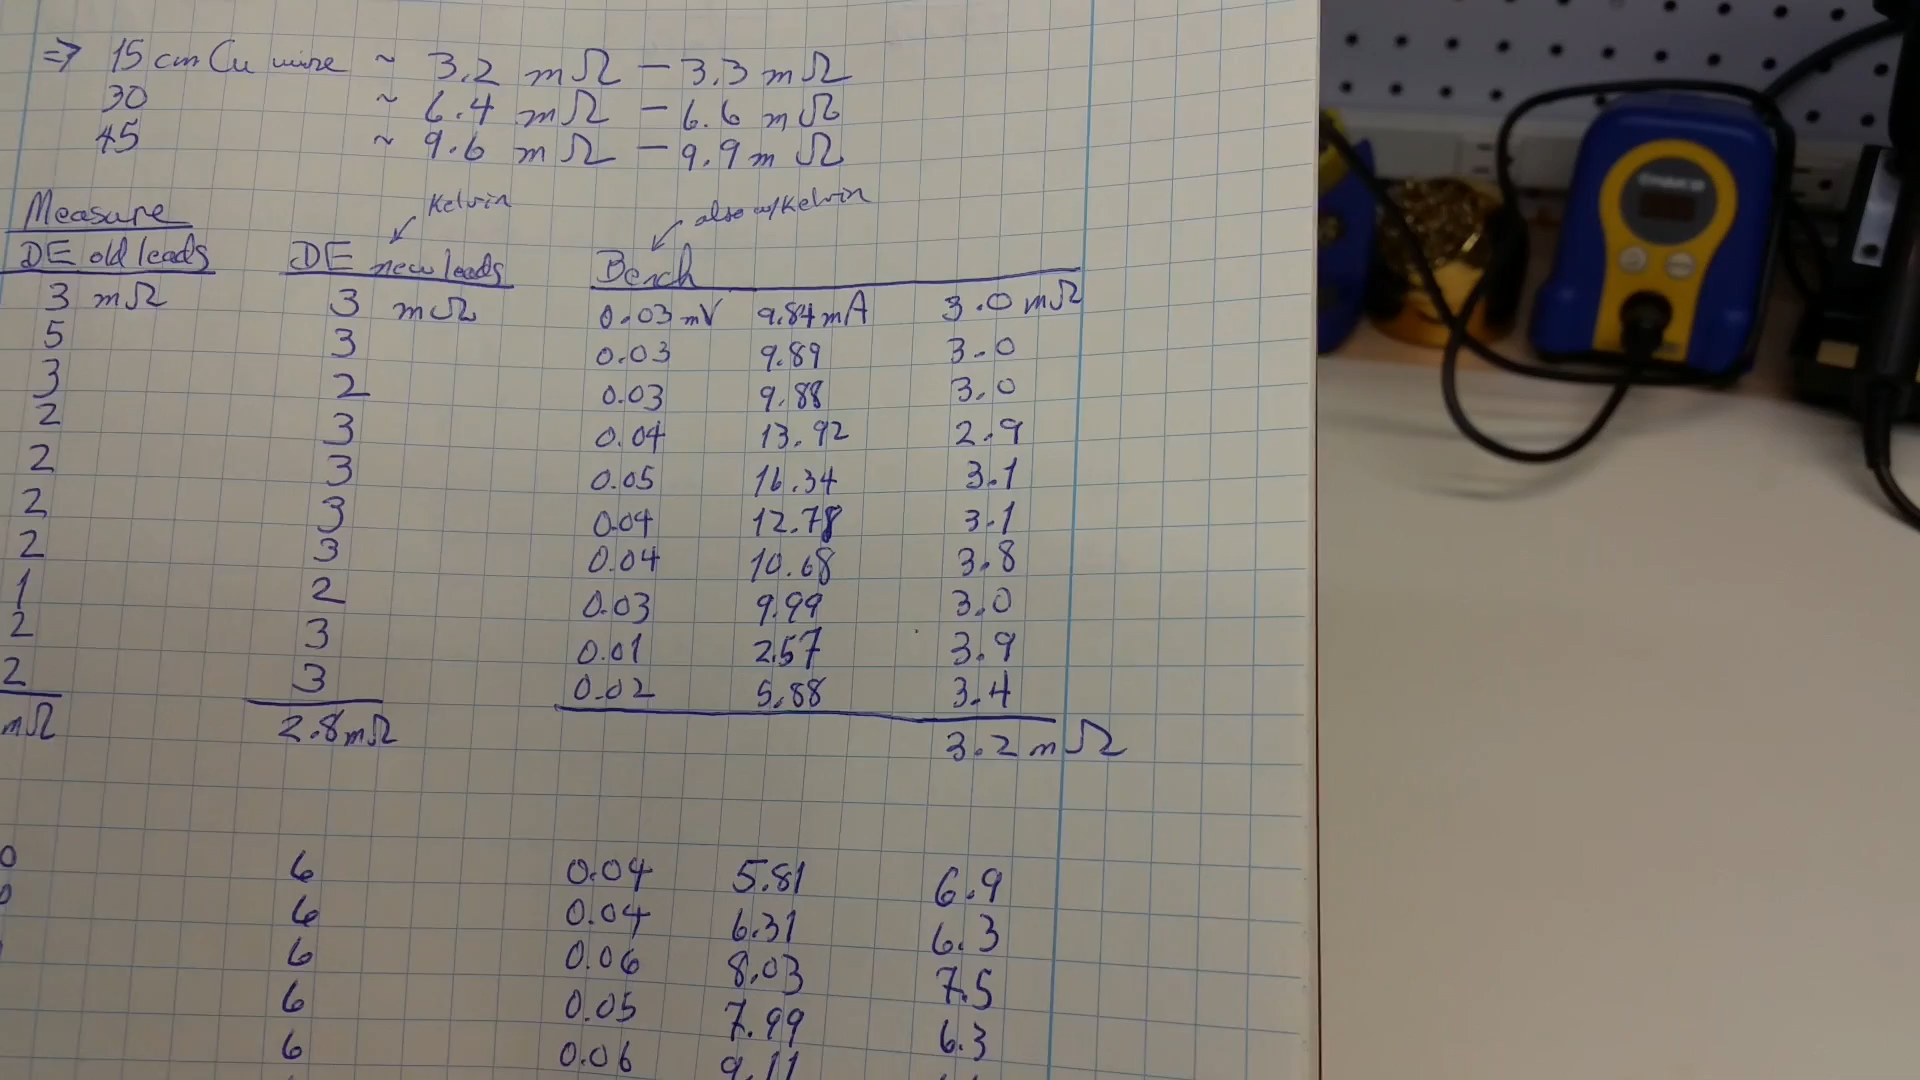 => 15 cm Cu wire ~ 3.2 mΩ - 3.3 mΩ
30 ~ 6.4 mΩ - 6.6 mΩ
45 ~ 9.6 mΩ - 9.9 mΩ
Kelvin also w/Kelvin
Measure
DE old leads DE new leads Bench
3 mΩ 3 mΩ 0.03 mV 9.84 mA 3.0 mΩ
5 3 0.03 9.89 3.0
3 2 0.03 9.88 3.0
2 3 0.04 13.92 2.9
2 3 0.05 16.34 3.1
2 3 0.04 12.78 3.1
2 3 0.04 10.68 3.8
1 2 0.03 9.99 3.0
2 3 0.01 2.57 3.9
2 3 0.02 5.88 3.4
mΩ 2.8 mΩ 3.2 mΩ
0 6 0.04 5.81 6.9
0 6 0.04 6.31 6.3
6 0.06 8.03 7.5
6 0.05 7.99 6.3
6 0.06 9.11